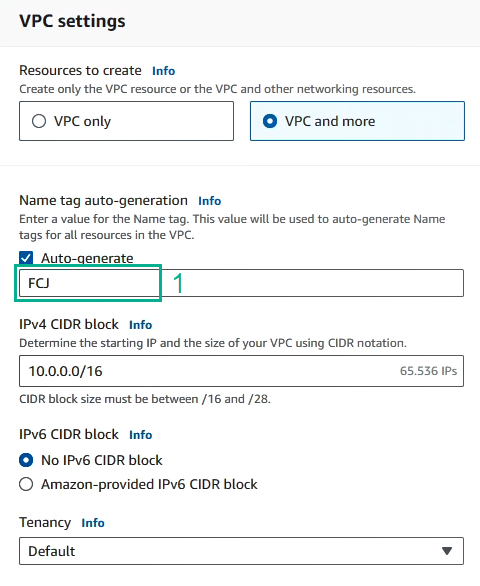 VPC settings
Resources to create Info
Create only the VPC resource or the VPC and other networking resources.
VPC only
VPC and more
Name tag auto-generation Info
Enter a value for the Name tag. This value will be used to auto-generate Name
tags for all resources in the VPC.
Auto-generate
FCJ
1
IPv4 CIDR block Info
Determine the starting IP and the size of your VPC using CIDR notation.
10.0.0.0/16
65.536 IPs
CIDR block size must be between /16 and /28.
IPv6 CIDR block Info
No IPv6 CIDR block
Amazon-provided IPv6 CIDR block
Tenancy Info
Default